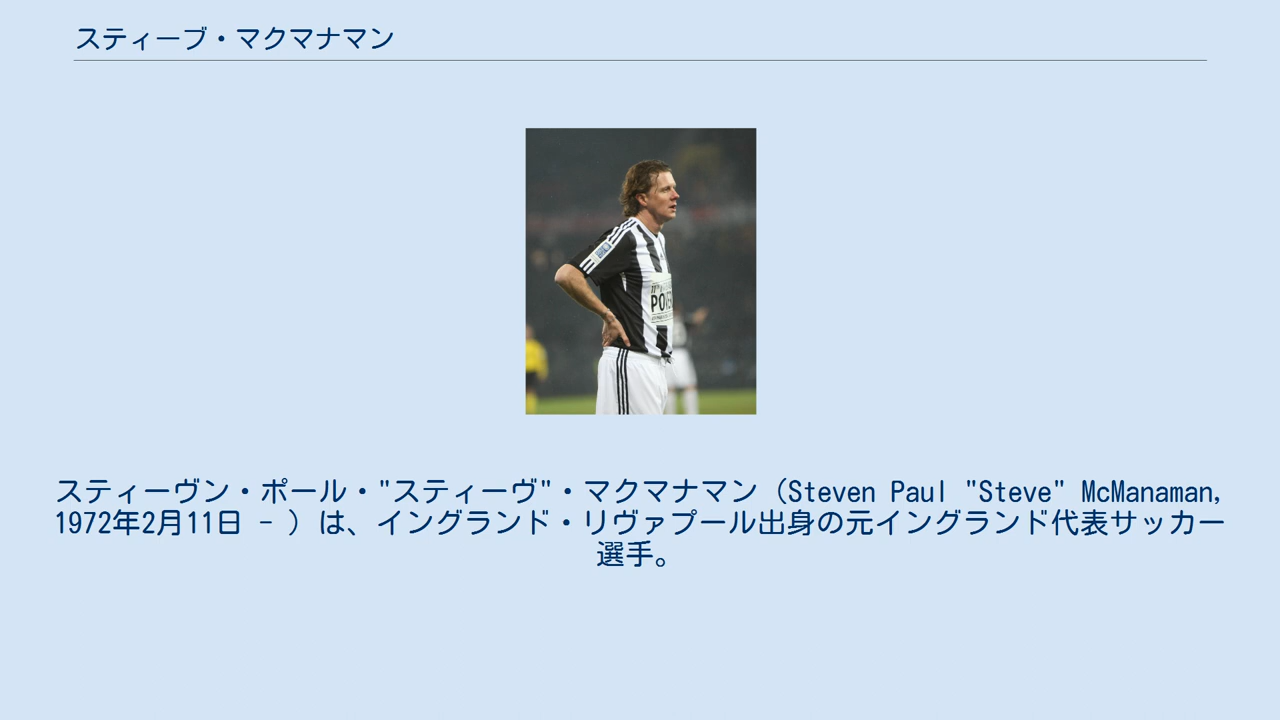 スティーブ・マクマナマン
スティーヴン・ポール・"スティーヴ"・マクマナマン（Steven Paul "Steve" McManaman,
1972年2月11日 - ）は、イングランド・リヴァプール出身の元イングランド代表サッカー
選手。